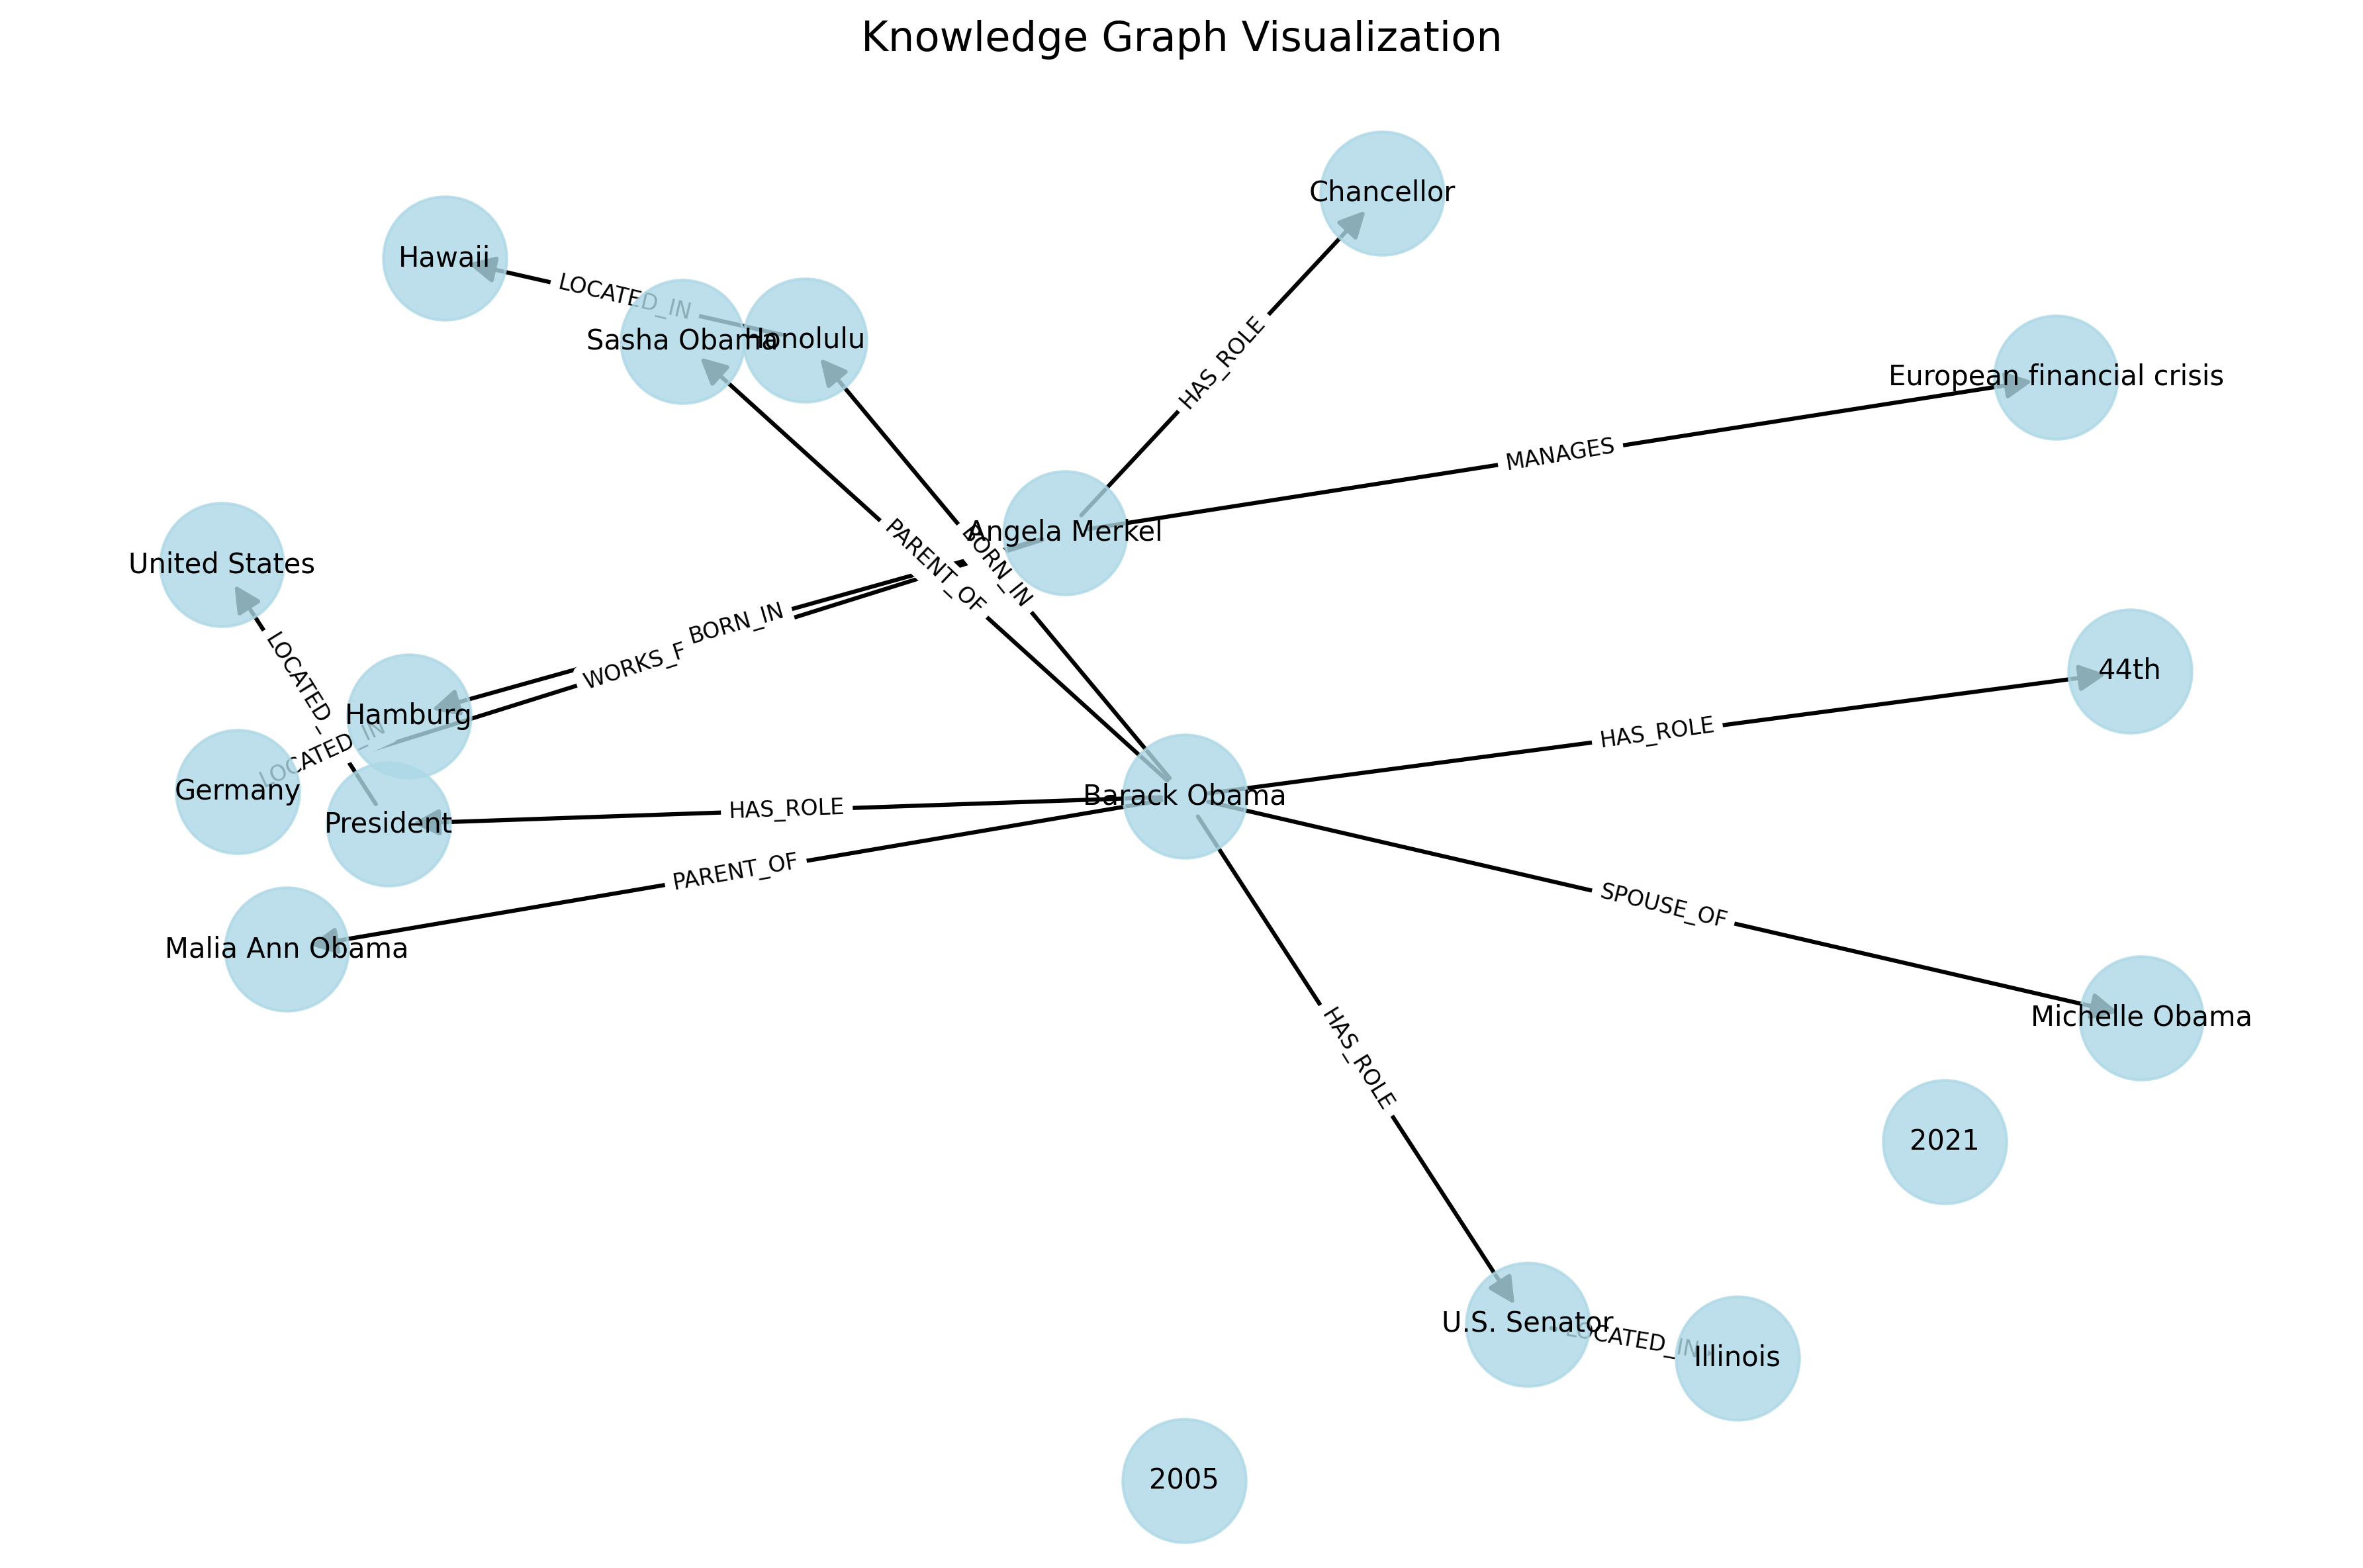 Knowledge Graph Visualization
Chancellor
Hawaii
LOCATED_IN
Sasha Obama
Honolulu
HAS_ROLE
European financial crisis
MANAGES
Angela Merkel
United States
PARENT_OF
BORN_IN
BORN_IN
WORKS_F
LOCATED_
44th
Hamburg
LOCATED_IN
HAS_ROLE
Germany
Barack Obama
HAS_ROLE
President
PARENT_OF
SPOUSE_OF
Malia Ann Obama
Michelle Obama
HAS_ROLE
2021
U.S. Senator
LOCATED_IN
Illinois
2005